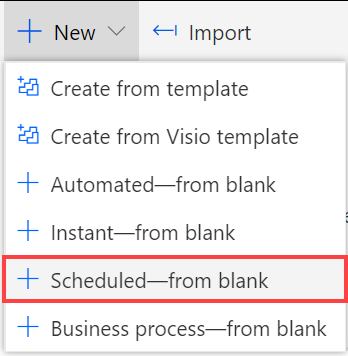 New
Import
Create from template
Create from Visio template
Automated—from blank
Instant—from blank
Scheduled—from blank
Business process—from blank